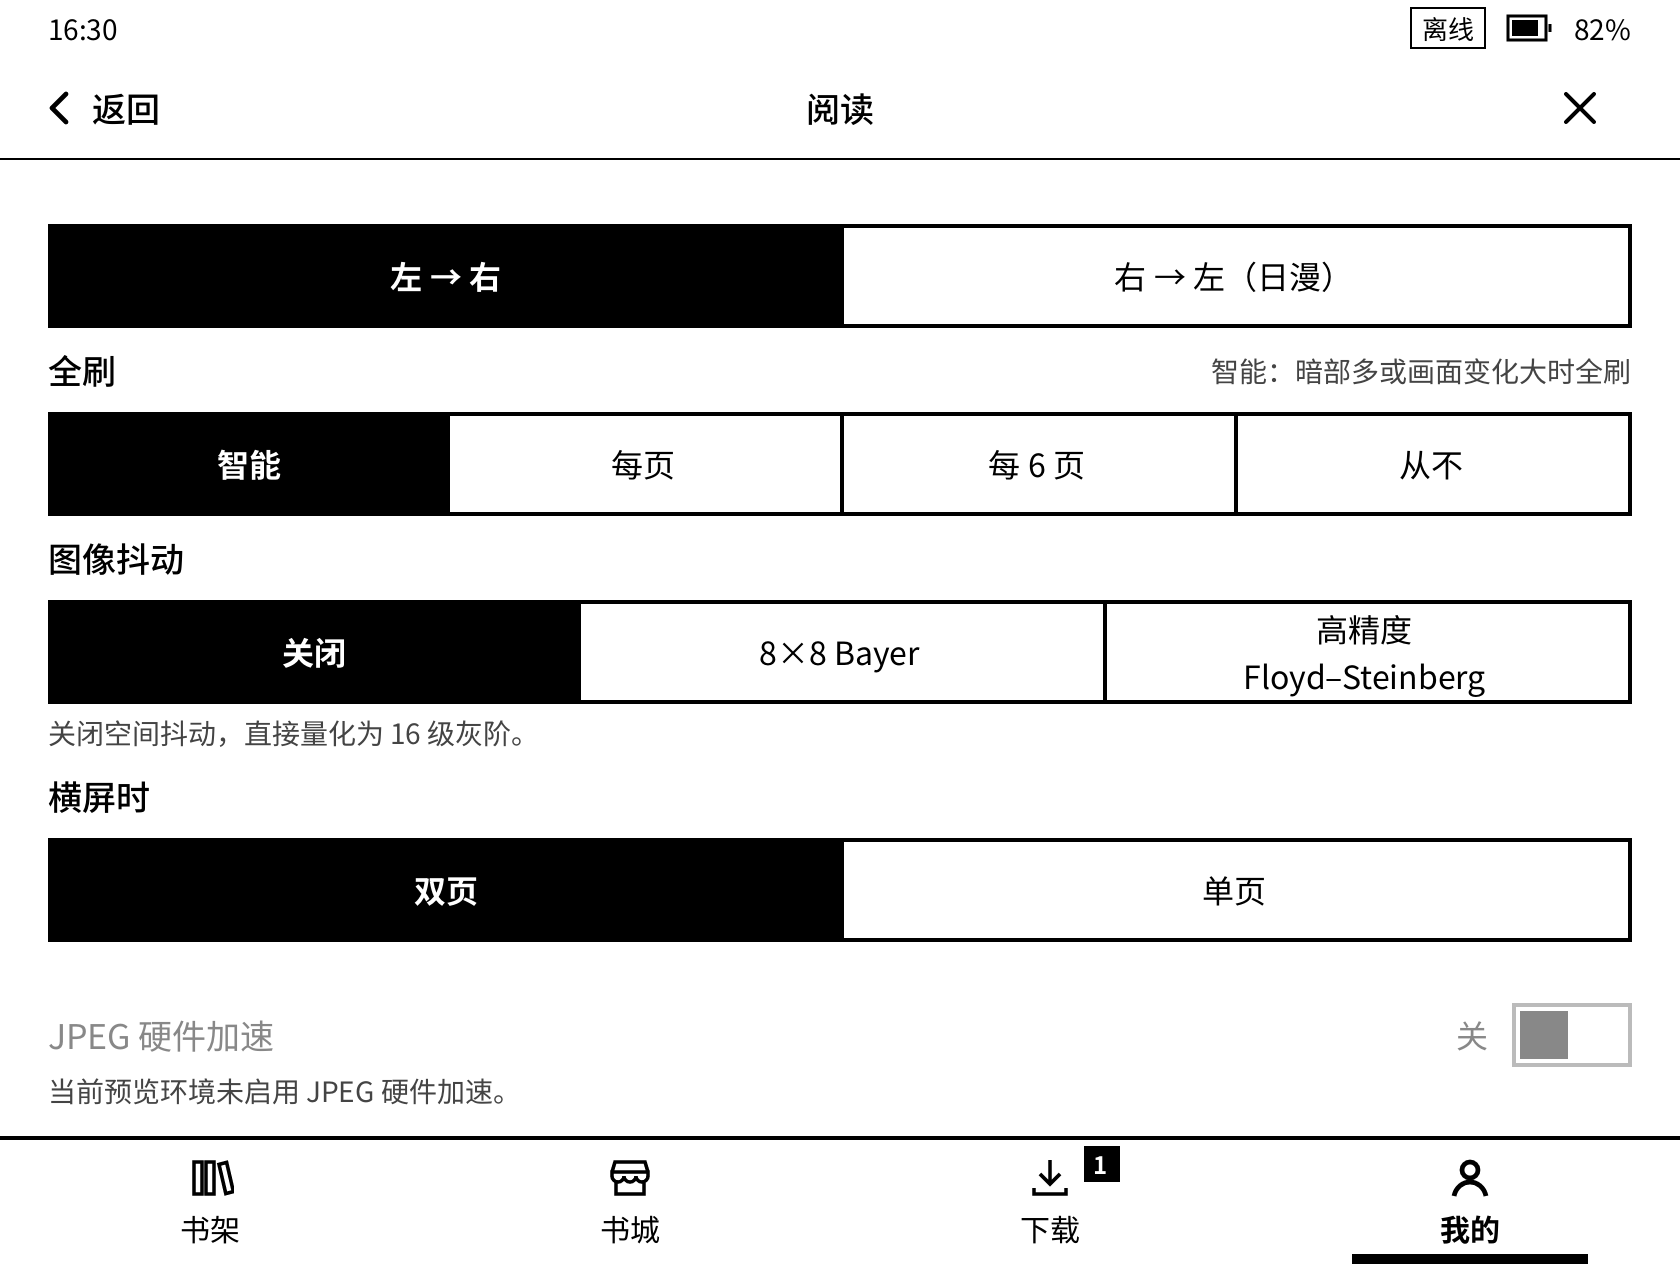 16:30
离线 82%
返回 阅读
左 → 右 右 → 左（日漫）
全刷 智能：暗部多或画面变化大时全刷
智能 每页 每 6 页 从不
图像抖动
关闭 8×8 Bayer 高精度
Floyd–Steinberg
关闭空间抖动，直接量化为 16 级灰阶。
横屏时
双页 单页
JPEG 硬件加速 关
当前预览环境未启用 JPEG 硬件加速。
1
书架 书城 下载 我的